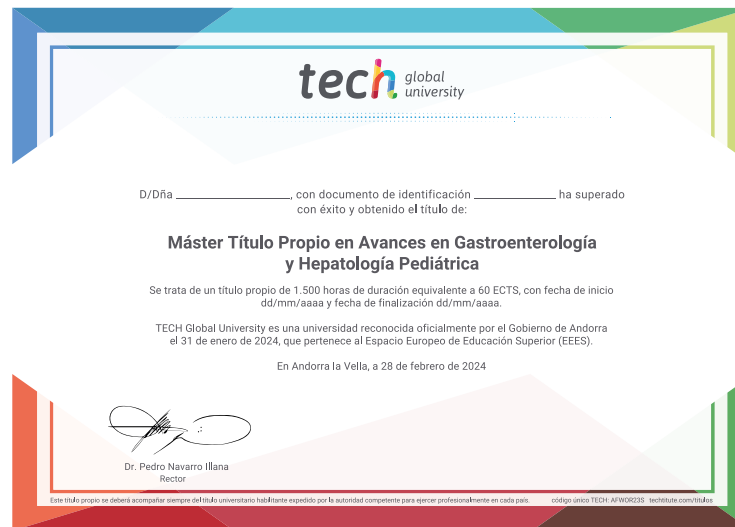 tech global university
D/Dña ____________________, con documento de identificación ______________ ha superado
con éxito y obtenido el título de:
Máster Título Propio en Avances en Gastroenterología
y Hepatología Pediátrica
Se trata de un título propio de 1.500 horas de duración equivalente a 60 ECTS, con fecha de inicio
dd/mm/aaaa y fecha de finalización dd/mm/aaaa.
TECH Global University es una universidad reconocida oficialmente por el Gobierno de Andorra
el 31 de enero de 2024, que pertenece al Espacio Europeo de Educación Superior (EEES).
En Andorra la Vella, a 28 de febrero de 2024
Dr. Pedro Navarro Illana
Rector
Este título propio se deberá acompañar siempre del título universitario habilitante expedido por la autoridad competente para ejercer profesionalmente en cada país. código único TECH: AFWOR23S techtitute.com/titulos